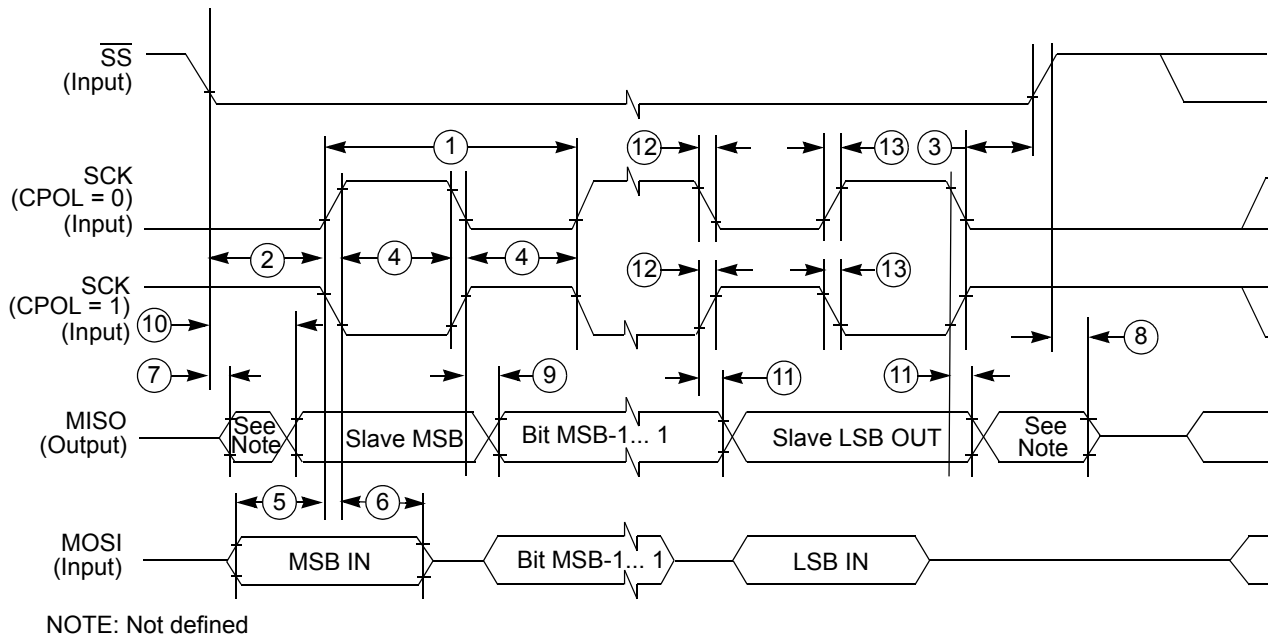 SS
(Input)
1
12
13
3
SCK
(CPOL = 0)
(Input)
2
4
4
12
13
SCK
(CPOL = 1)
(Input)
10
8
7
9
11
11
MISO
(Output)
See
Note
Slave MSB
Bit MSB-1... 1
Slave LSB OUT
See
Note
5
6
MOSI
(Input)
MSB IN
Bit MSB-1... 1
LSB IN
NOTE: Not defined